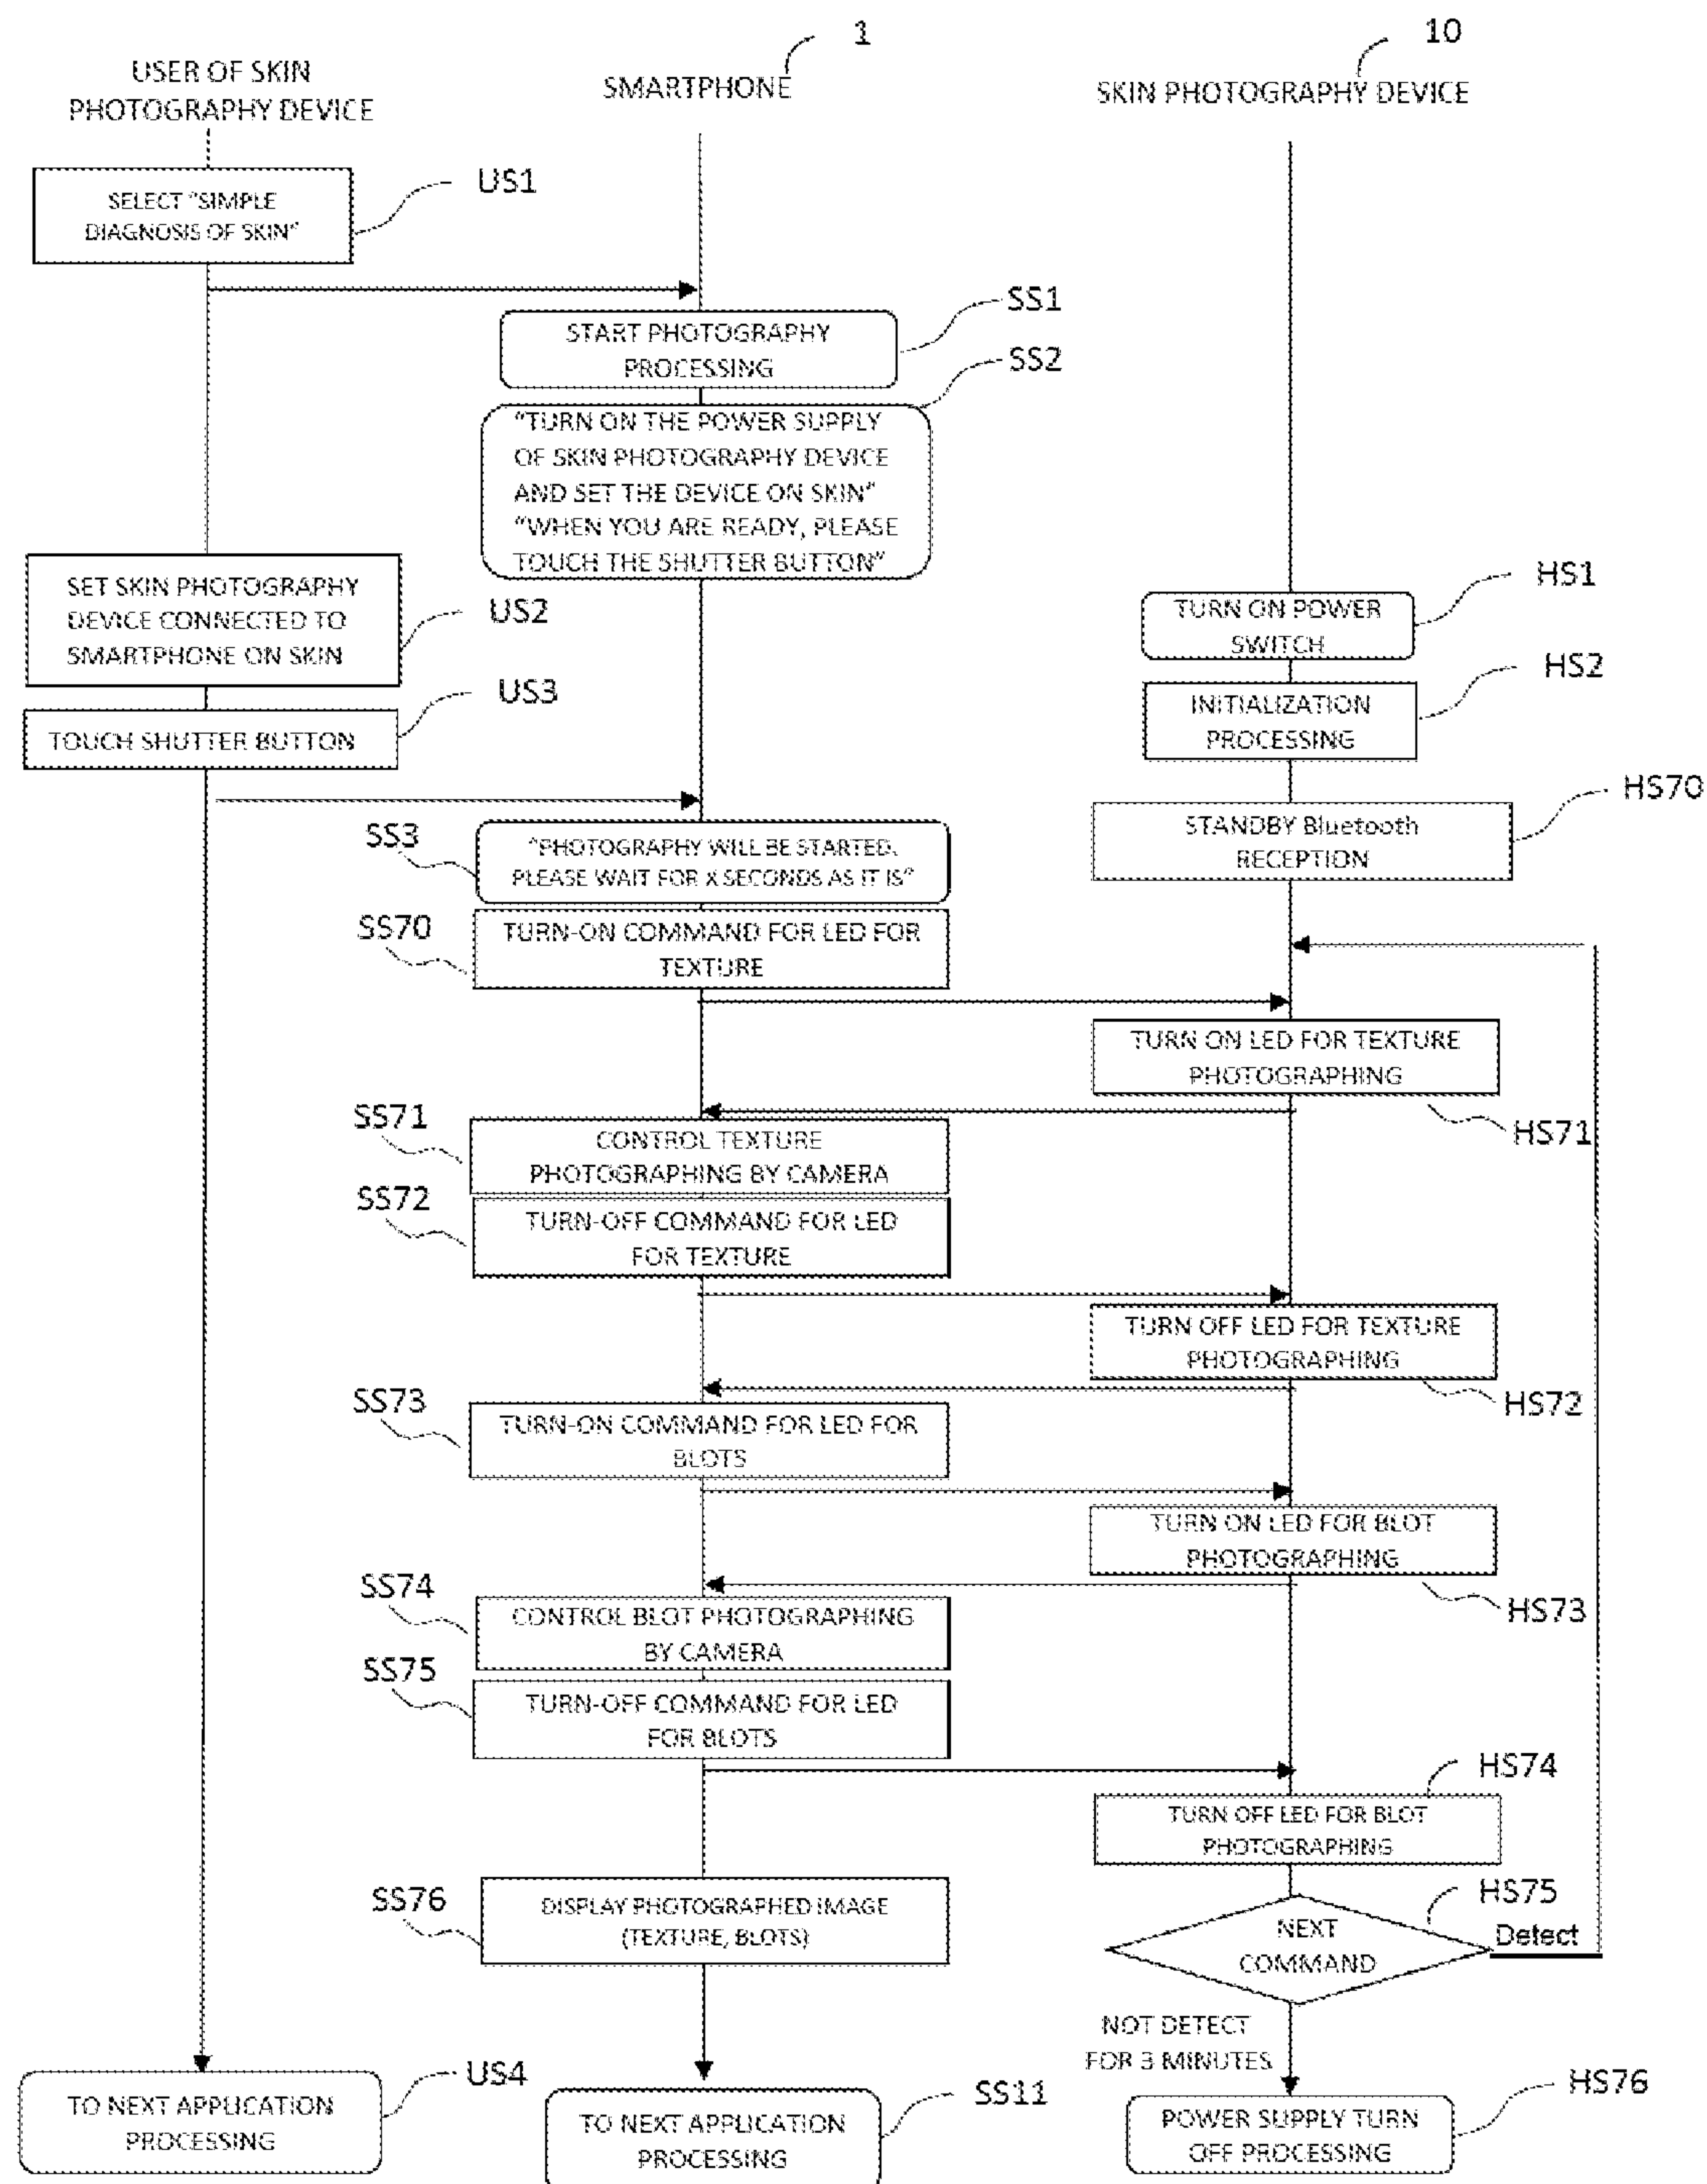 1
10
USER OF SKIN
PHOTOGRAPHY DEVICE
SMARTPHONE
SKIN PHOTOGRAPHY DEVICE
SELECT "SIMPLE
DIAGNOSIS OF SKIN"
US1
START PHOTOGRAPHY
PROCESSING
SS1
SS2
"TURN ON THE POWER SUPPLY
OF SKIN PHOTOGRAPHY DEVICE
AND SET THE DEVICE ON SKIN"
"WHEN YOU ARE READY, PLEASE
TOUCH THE SHUTTER BUTTON"
SET SKIN PHOTOGRAPHY
DEVICE CONNECTED TO
SMARTPHONE ON SKIN
US2
HS1
TURN ON POWER
SWITCH
HS2
INITIALIZATION
PROCESSING
US3
TOUCH SHUTTER BUTTON
HS70
STANDBY Bluetooth
RECEPTION
SS3
"PHOTOGRAPHY WILL BE STARTED.
PLEASE WAIT FOR X SECONDS AS IT IS"
SS70
TURN-ON COMMAND FOR LED FOR
TEXTURE
TURN ON LED FOR TEXTURE
PHOTOGRAPHING
HS71
SS71
CONTROL TEXTURE
PHOTOGRAPHING BY CAMERA
SS72
TURN-OFF COMMAND FOR LED
FOR TEXTURE
TURN OFF LED FOR TEXTURE
PHOTOGRAPHING
HS72
SS73
TURN-ON COMMAND FOR LED FOR
BLOTS
TURN ON LED FOR BLOT
PHOTOGRAPHING
HS73
SS74
CONTROL BLOT PHOTOGRAPHING
BY CAMERA
SS75
TURN-OFF COMMAND FOR LED
FOR BLOTS
HS74
TURN OFF LED FOR BLOT
PHOTOGRAPHING
SS76
DISPLAY PHOTOGRAPHED IMAGE
(TEXTURE, BLOTS)
HS75
NEXT
COMMAND
Detect
NOT DETECT
FOR 3 MINUTES
US4
TO NEXT APPLICATION
PROCESSING
SS11
TO NEXT APPLICATION
PROCESSING
HS76
POWER SUPPLY TURN
OFF PROCESSING